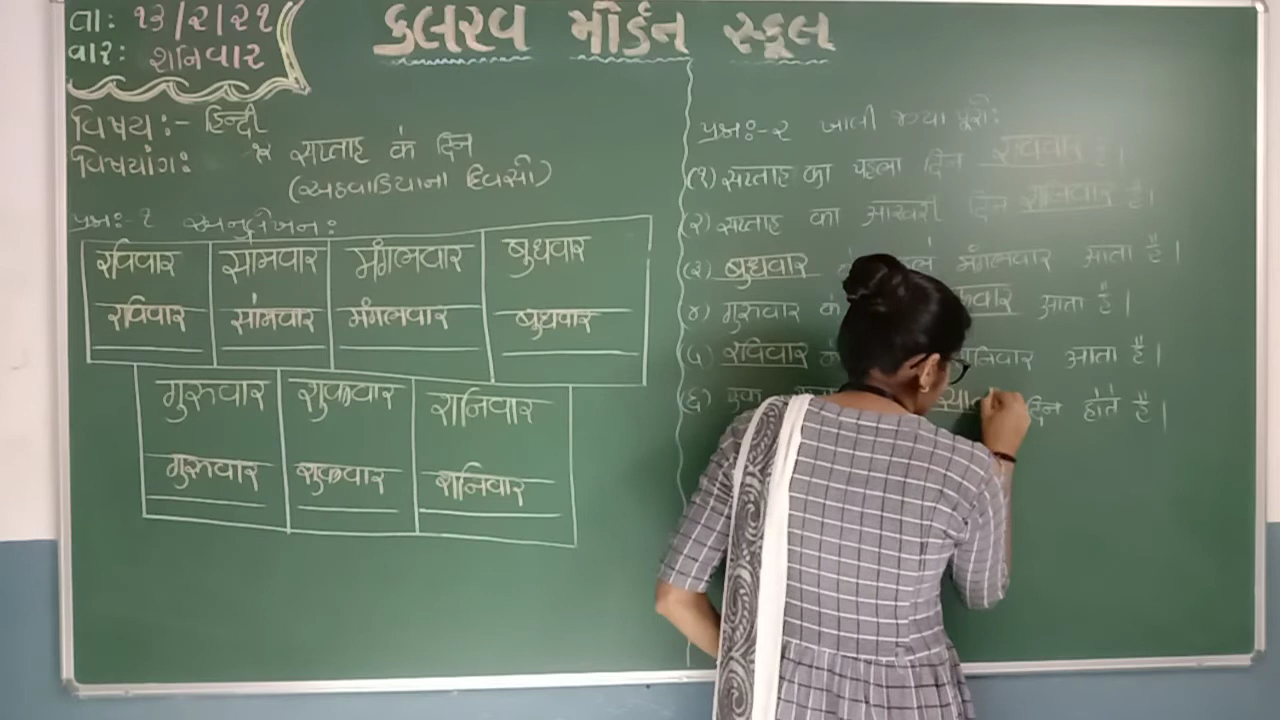 તા: ૧૩/૨/૨૧
વાર: શનિવાર
કલરવ મોર્ડન સ્કૂલ
વિષય:- हिन्दी
વિષયાંગ: सप्ताह के दिन
(અઠવાડિયાના દિવસો)
પ્રશ્ન:-૧ અનુલેખન:
रविवार सोमवार मंगलवार बुधवार
रविवार सोमवार मंगलवार बुधवार
गुरुवार शुक्रवार शनिवार
गुरुवार शुक्रवार शनिवार
પ્રશ્ન:-૨ ખાલી જગ્યા પૂરો:
(१) सप्ताह का पहला दिन रविवार है।
(२) सप्ताह का आखरी दिन शनिवार है।
(३) बुधवार मंगलवार आता है।
(४) गुरुवार के आता है।
(५) रविवार शनिवार आता है।
(६) दिन होते है।